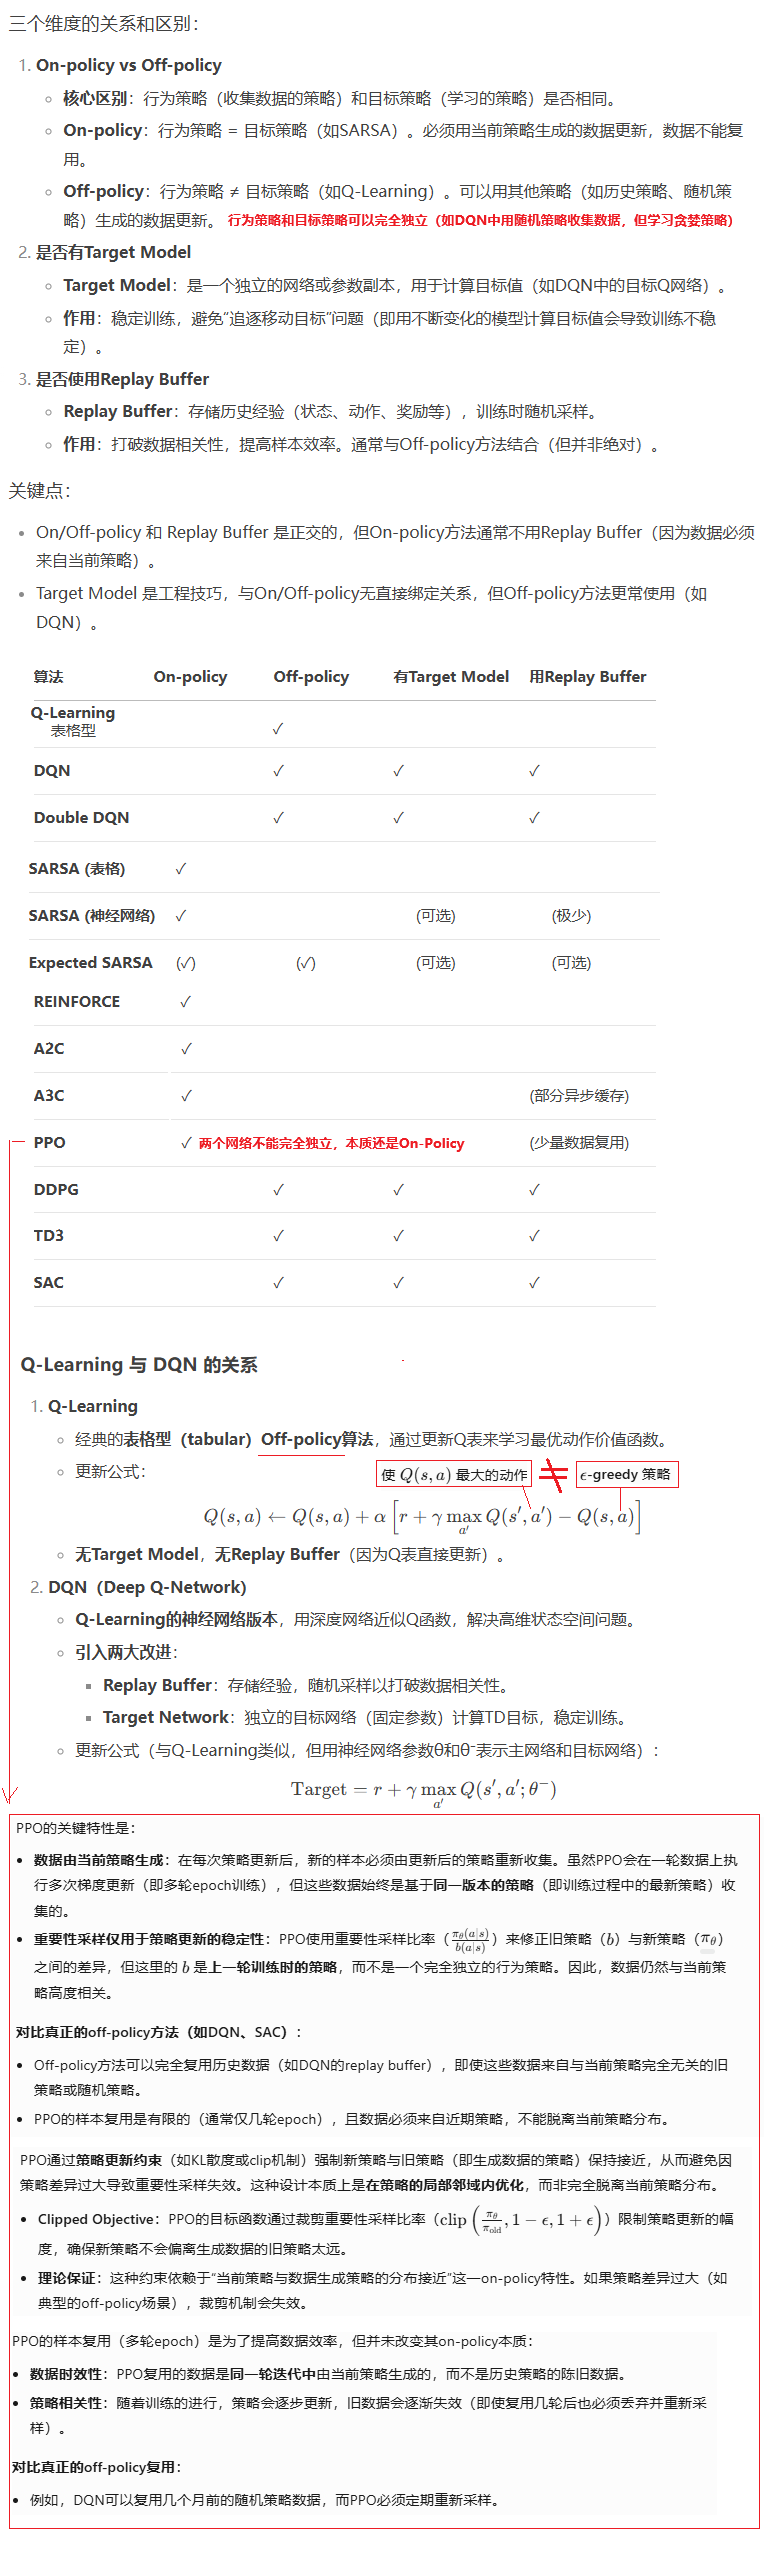 三个维度的关系和区别：
1. On-policy vs Off-policy
核心区别：行为策略（收集数据的策略）和目标策略（学习的策略）是否相同。
On-policy：行为策略 = 目标策略（如SARSA）。必须用当前策略生成的数据更新，数据不能复
用。
Off-policy：行为策略 ≠ 目标策略（如Q-Learning）。可以用其他策略（如历史策略、随机策
略）生成的数据更新。 行为策略和目标策略可以完全独立（如DQN中用随机策略收集数据，但学习贪婪策略）
2. 是否有Target Model
Target Model：是一个独立的网络或参数副本，用于计算目标值（如DQN中的目标Q网络）。
作用：稳定训练，避免"追逐移动目标"问题（即用不断变化的模型计算目标值会导致训练不稳
定）。
3. 是否使用Replay Buffer
Replay Buffer：存储历史经验（状态、动作、奖励等），训练时随机采样。
作用：打破数据相关性，提高样本效率。通常与Off-policy方法结合（但并非绝对）。
关键点：
On/Off-policy 和 Replay Buffer 是正交的，但On-policy方法通常不用Replay Buffer（因为数据必须
来自当前策略）。
Target Model 是工程技巧，与On/Off-policy无直接绑定关系，但Off-policy方法更常使用（如
DQN）。
算法 On-policy Off-policy 有Target Model 用Replay Buffer
Q-Learning
表格型 ✓
DQN ✓ ✓ ✓
Double DQN ✓ ✓ ✓
SARSA (表格) ✓
SARSA (神经网络) ✓ (可选) (极少)
Expected SARSA (✓) (✓) (可选) (可选)
REINFORCE ✓
A2C ✓
A3C ✓ (部分异步缓存)
PPO ✓ 两个网络不能完全独立，本质还是On-Policy (少量数据复用)
DDPG ✓ ✓ ✓
TD3 ✓ ✓ ✓
SAC ✓ ✓ ✓
Q-Learning 与 DQN 的关系
1. Q-Learning
经典的表格型（tabular）Off-policy算法，通过更新Q表来学习最优动作价值函数。
更新公式： 使 Q(s, a) 最大的动作 ≠ ϵ-greedy 策略
Q(s, a) ← Q(s, a) + α [r + γ max_{a′} Q(s′, a′) − Q(s, a)]
无Target Model，无Replay Buffer（因为Q表直接更新）。
2. DQN（Deep Q-Network）
Q-Learning的神经网络版本，用深度网络近似Q函数，解决高维状态空间问题。
引入两大改进：
Replay Buffer：存储经验，随机采样以打破数据相关性。
Target Network：独立的目标网络（固定参数）计算TD目标，稳定训练。
更新公式（与Q-Learning类似，但用神经网络参数θ和θ⁻表示主网络和目标网络）：
Target = r + γ max_{a′} Q(s′, a′; θ⁻)
PPO的关键特性是：
数据由当前策略生成：在每次策略更新后，新的样本必须由更新后的策略重新收集。虽然PPO会在一轮数据上执
行多次梯度更新（即多轮epoch训练），但这些数据始终是基于同一版本的策略（即训练过程中的最新策略）收
集的。
重要性采样仅用于策略更新的稳定性：PPO使用重要性采样比率（π_θ(a|s)/b(a|s)）来修正旧策略（b）与新策略（π_θ）
之间的差异，但这里的 b 是上一轮训练时的策略，而不是一个完全独立的行为策略。因此，数据仍然与当前策
略高度相关。
对比真正的off-policy方法（如DQN、SAC）：
Off-policy方法可以完全复用历史数据（如DQN的replay buffer），即使这些数据来自与当前策略完全无关的旧
策略或随机策略。
PPO的样本复用是有限的（通常仅几轮epoch），且数据必须来自近期策略，不能脱离当前策略分布。
PPO通过策略更新约束（如KL散度或clip机制）强制新策略与旧策略（即生成数据的策略）保持接近，从而避免因
策略差异过大导致重要性采样失效。这种设计本质上是在策略的局部邻域内优化，而非完全脱离当前策略分布。
Clipped Objective：PPO的目标函数通过裁剪重要性采样比率（clip(π_θ/π_old, 1 − ϵ, 1 + ϵ)）限制策略更新的幅
度，确保新策略不会偏离生成数据的旧策略太远。
理论保证：这种约束依赖于"当前策略与数据生成策略的分布接近"这一on-policy特性。如果策略差异过大（如
典型的off-policy场景），裁剪机制会失效。
PPO的样本复用（多轮epoch）是为了提高数据效率，但并未改变其on-policy本质：
数据时效性：PPO复用的数据是同一轮迭代中由当前策略生成的，而不是历史策略的陈旧数据。
策略相关性：随着训练的进行，策略会逐步更新，旧数据会逐渐失效（即使复用几轮后也必须丢弃并重新采
样）。
对比真正的off-policy复用：
例如，DQN可以复用几个月前的随机策略数据，而PPO必须定期重新采样。